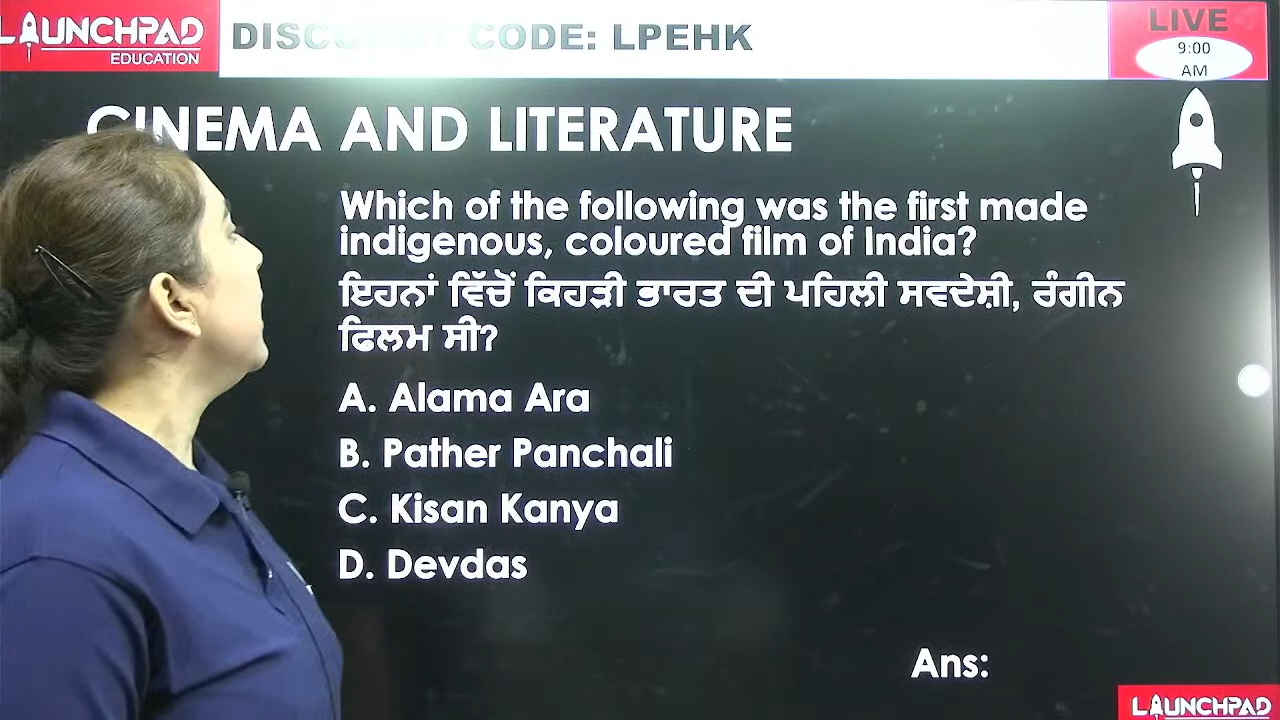 LAUNCHPAD
EDUCATION
DISCOUNT CODE: LPEHK
LIVE
9:00
AM
CINEMA AND LITERATURE
Which of the following was the first made
indigenous, coloured film of India?
ਇਹਨਾਂ ਵਿੱਚੋਂ ਕਿਹੜੀ ਭਾਰਤ ਦੀ ਪਹਿਲੀ ਸਵਦੇਸ਼ੀ, ਰੰਗੀਨ
ਫਿਲਮ ਸੀ?
A. Alama Ara
B. Pather Panchali
C. Kisan Kanya
D. Devdas
Ans:
LAUNCHPAD